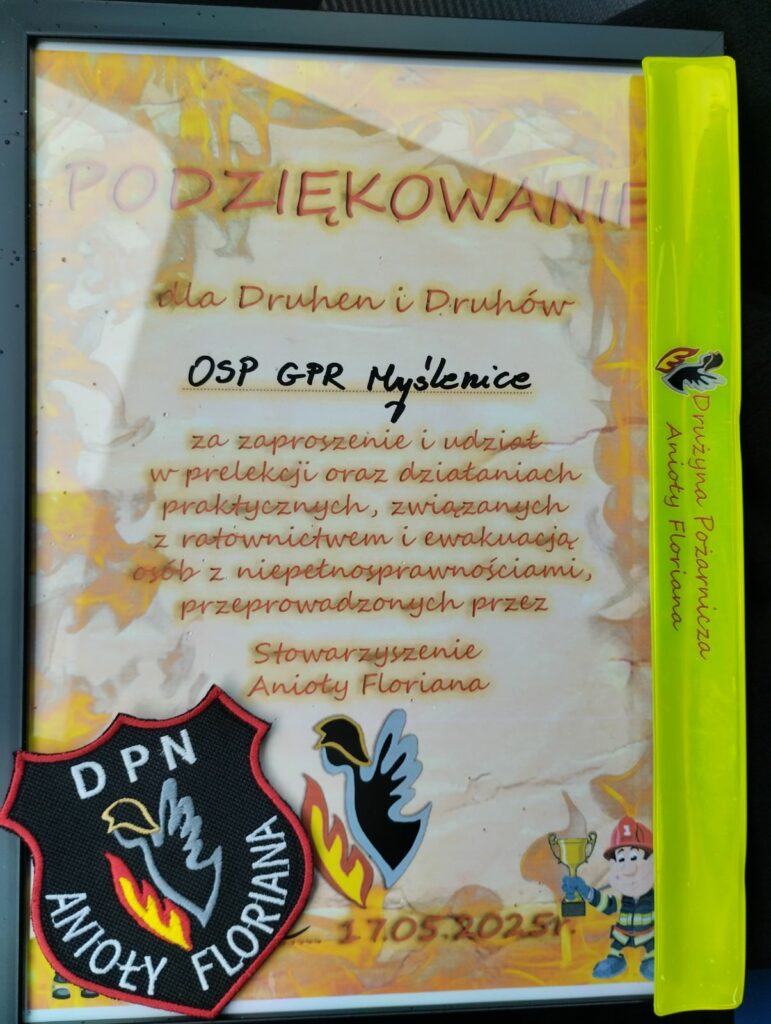 PODZIĘKOWANIE
dla Druhen i Druhów
OSP GPR Myślenice
za zaproszenie i udział
w prelekcji oraz działaniach
praktycznych, związanych
z ratownictwem i ewakuacją
osób z niepełnosprawnościami,
przeprowadzonych przez
Stowarzyszenie
Anioły Floriana
17.05.2025r.
1
DPN
ANIOŁY FLORIANA
Drużyna Pożarnicza
Anioły Floriana